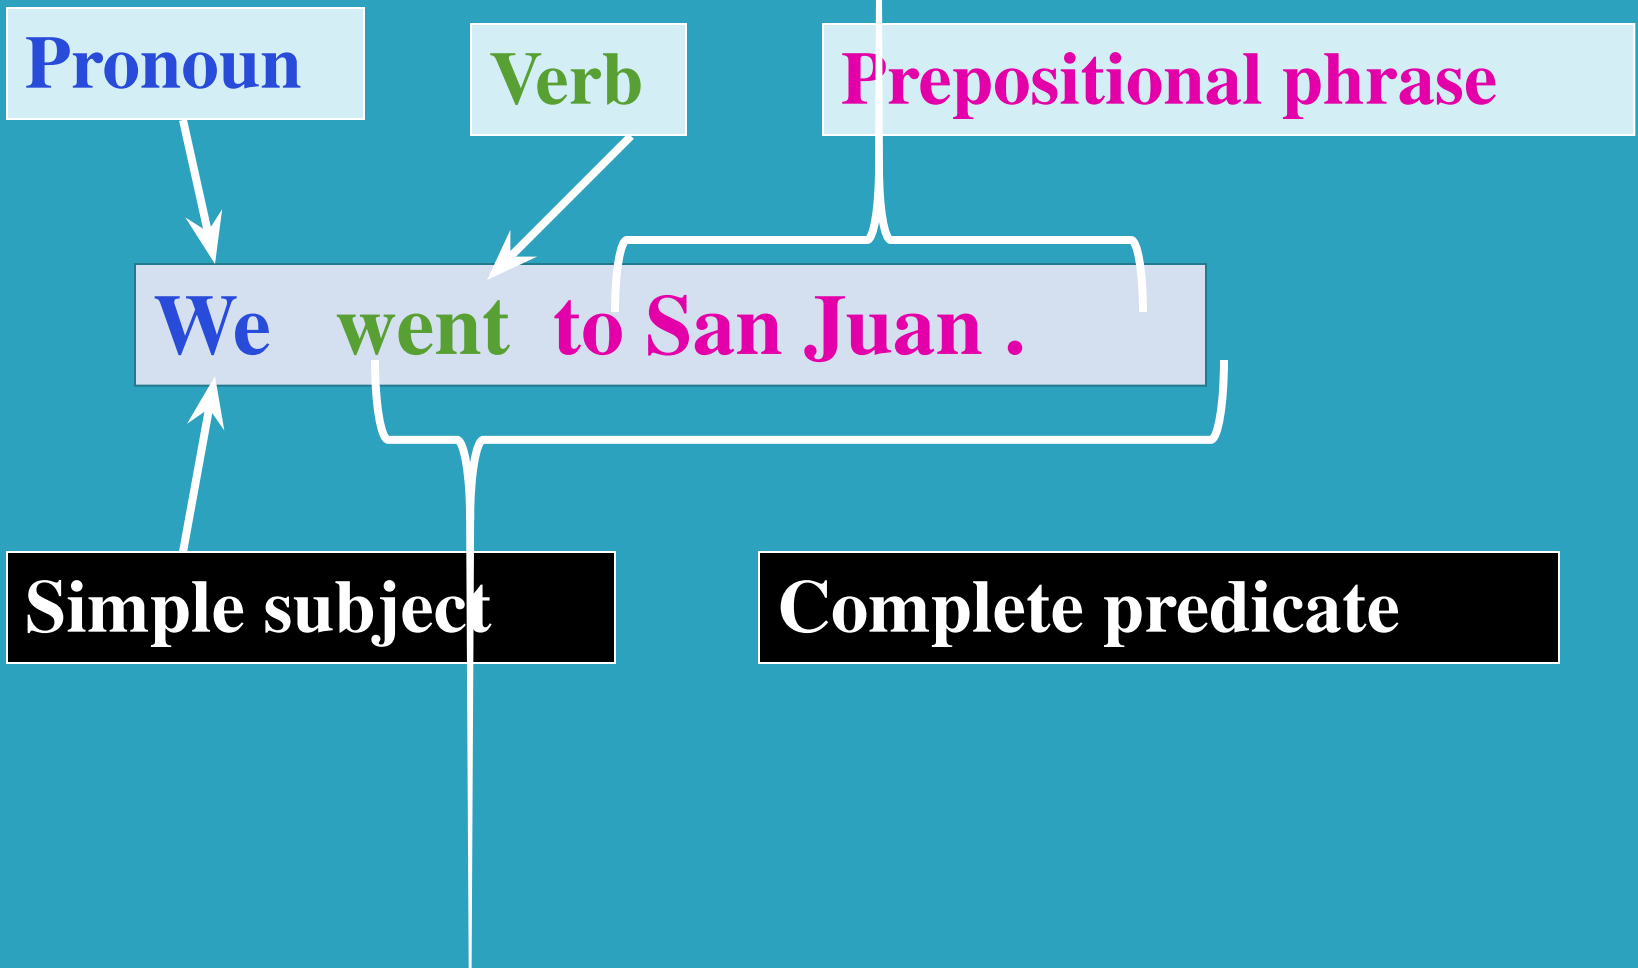 Pronoun
Verb
Prepositional phrase
We went to San Juan .
Simple subject
Complete predicate